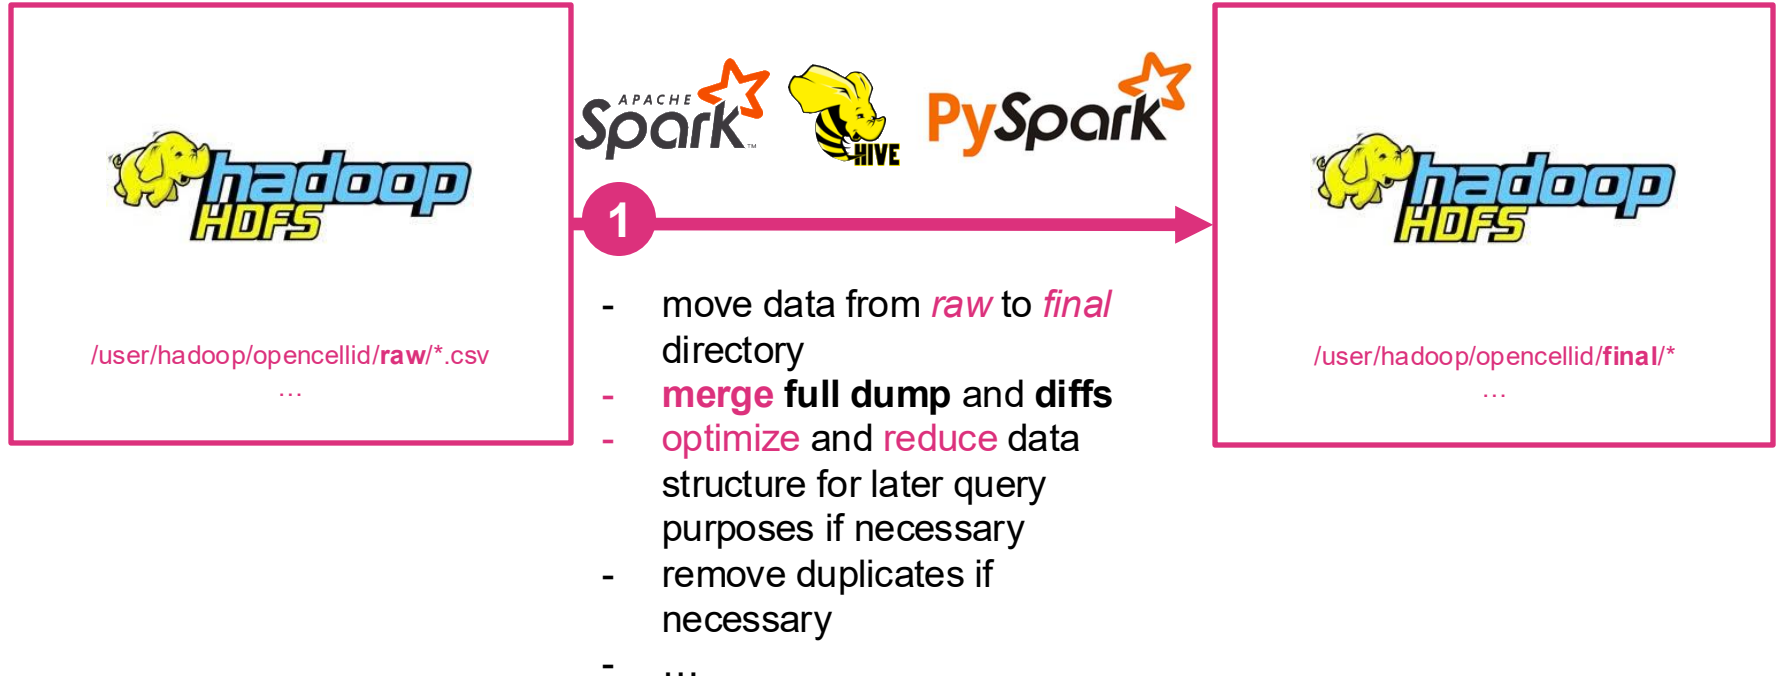 APACHE
Spark™
HIVE
PySpark
hadoop
HDFS
/user/hadoop/opencellid/raw/*.csv
...
1
- move data from raw to final
directory
- merge full dump and diffs
- optimize and reduce data
structure for later query
purposes if necessary
- remove duplicates if
necessary
- ...
hadoop
HDFS
/user/hadoop/opencellid/final/*
...